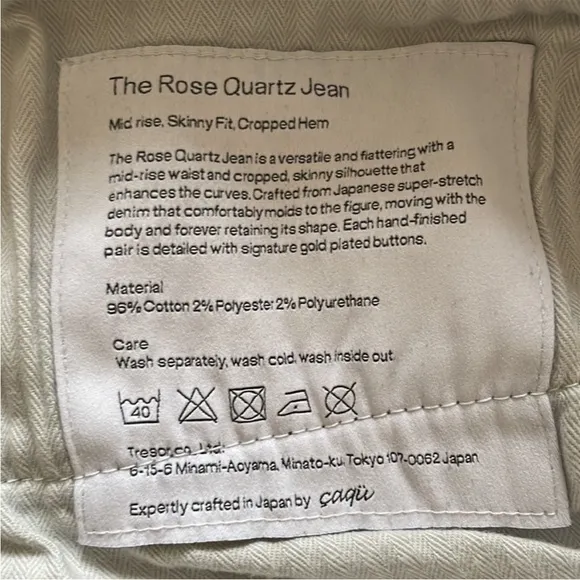 The Rose Quartz Jean
Mid rise, Skinny Fit, Cropped Hem
The Rose Quartz Jean is a versatile and flattering with a
mid-rise waist and cropped, skinny silhouette that
enhances the curves. Crafted from Japanese super-stretch
denim that comfortably molds to the figure, moving with the
body and forever retaining its shape. Each hand-finished
pair is detailed with signature gold plated buttons.
Material
96% Cotton 2% Polyester 2% Polyurethane
Care
Wash separately, wash cold, wash inside out
40
Tresor.co.,Ltd.
6-15-6 Minami-Aoyama, Minato-ku, Tokyo 107-0062 Japan
Expertly crafted in Japan by çaqü